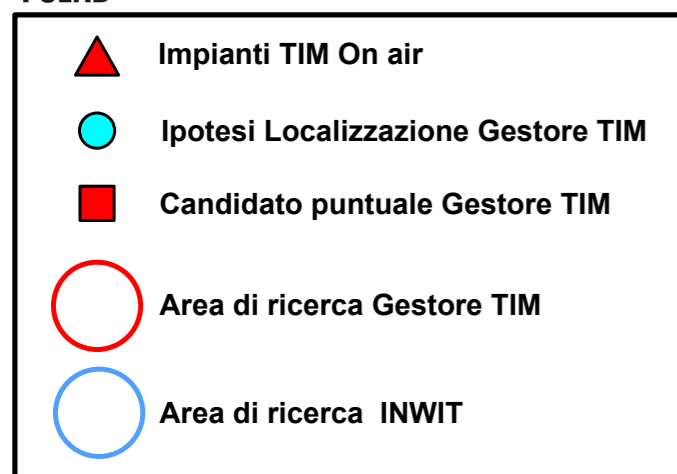 Impianti TIM On air
Ipotesi Localizzazione Gestore TIM
Candidato puntuale Gestore TIM
Area di ricerca Gestore TIM
Area di ricerca INWIT